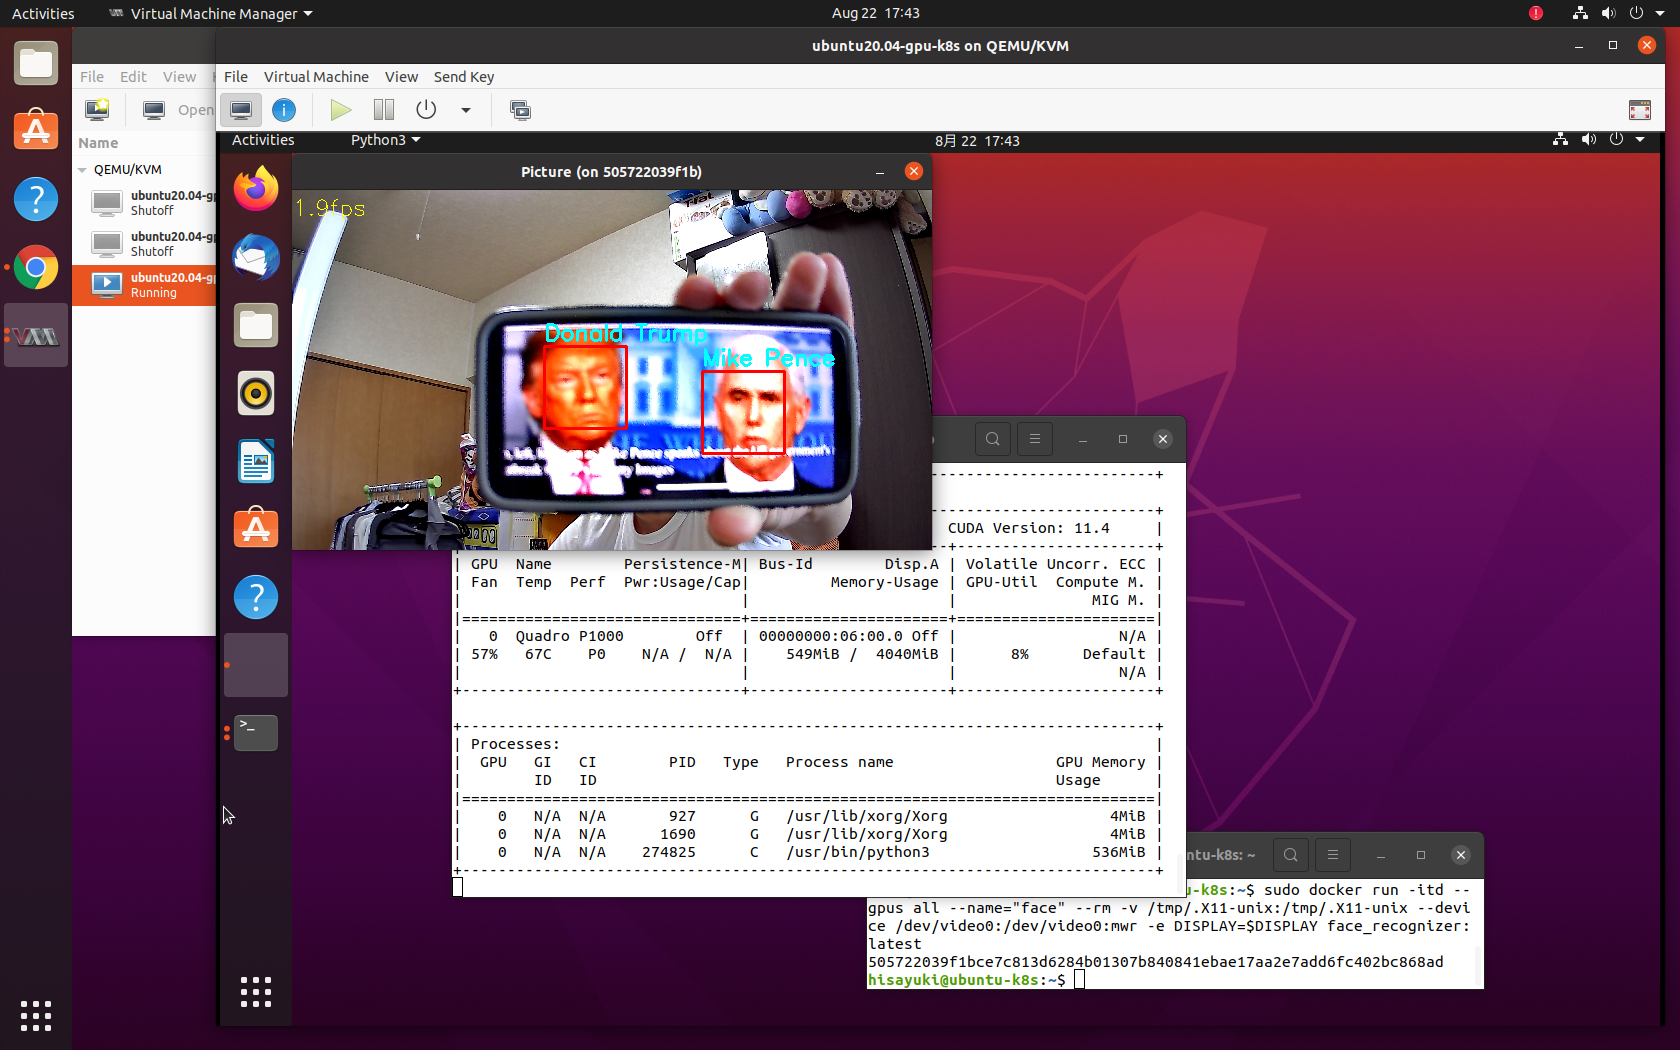 Activities
Virtual Machine Manager
Aug 22 17:43
ubuntu20.04-gpu-k8s on QEMU/KVM
File Edit View
Open
Name
QEMU/KVM
ubuntu20.04-gp
Shutoff
ubuntu20.04-gp
Shutoff
ubuntu20.04-gp
Running
File Virtual Machine View Send Key
Activities
Python3
8月 22 17:43
Picture (on 505722039f1b)
1.9fps
Donald Trump
Mike Pence
CUDA Version: 11.4
GPU Name Persistence-M| Bus-Id Disp.A | Volatile Uncorr. ECC |
Fan Temp Perf Pwr:Usage/Cap| Memory-Usage | GPU-Util Compute M. |
MIG M. |
0 Quadro P1000 Off | 00000000:06:00.0 Off | N/A |
57% 67C P0 N/A / N/A | 549MiB / 4040MiB | 8% Default |
N/A |
Processes:
GPU GI CI PID Type Process name GPU Memory |
ID ID Usage |
0 N/A N/A 927 G /usr/lib/xorg/Xorg 4MiB |
0 N/A N/A 1690 G /usr/lib/xorg/Xorg 4MiB |
0 N/A N/A 274825 C /usr/bin/python3 536MiB |
ntu-k8s: ~
u-k8s:~$ sudo docker run -itd --
gpus all --name="face" --rm -v /tmp/.X11-unix:/tmp/.X11-unix --devi
ce /dev/video0:/dev/video0:mwr -e DISPLAY=$DISPLAY face_recognizer:
latest
505722039f1bce7c813d6284b01307b840841ebae17aa2e7add6fc402bc868ad
hisayuki@ubuntu-k8s:~$